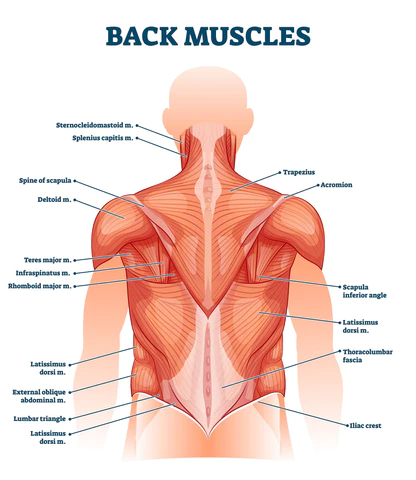 BACK MUSCLES
Sternocleidomastoid m.
Splenius capitis m.
Spine of scapula
Deltoid m.
Teres major m.
Infraspinatus m.
Rhomboid major m.
Latissimus
dorsi m.
External oblique
abdominal m.
Lumbar triangle
Latissimus
dorsi m.
Trapezius
Acromion
Scapula
inferior angle
Latissimus
dorsi m.
Thoracolumbar
fascia
Iliac crest